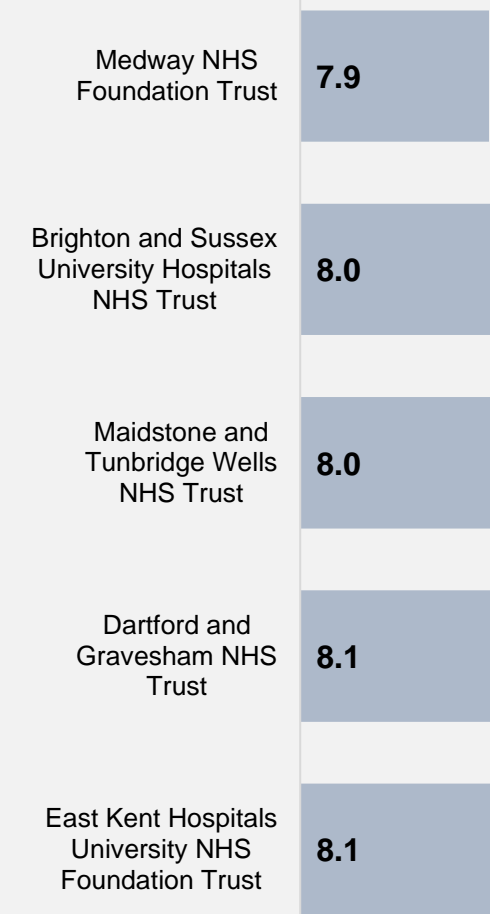 Medway NHS
Foundation Trust
7.9
Brighton and Sussex
University Hospitals
NHS Trust
8.0
Maidstone and
Tunbridge Wells
NHS Trust
8.0
Dartford and
Gravesham NHS
Trust
8.1
East Kent Hospitals
University NHS
Foundation Trust
8.1